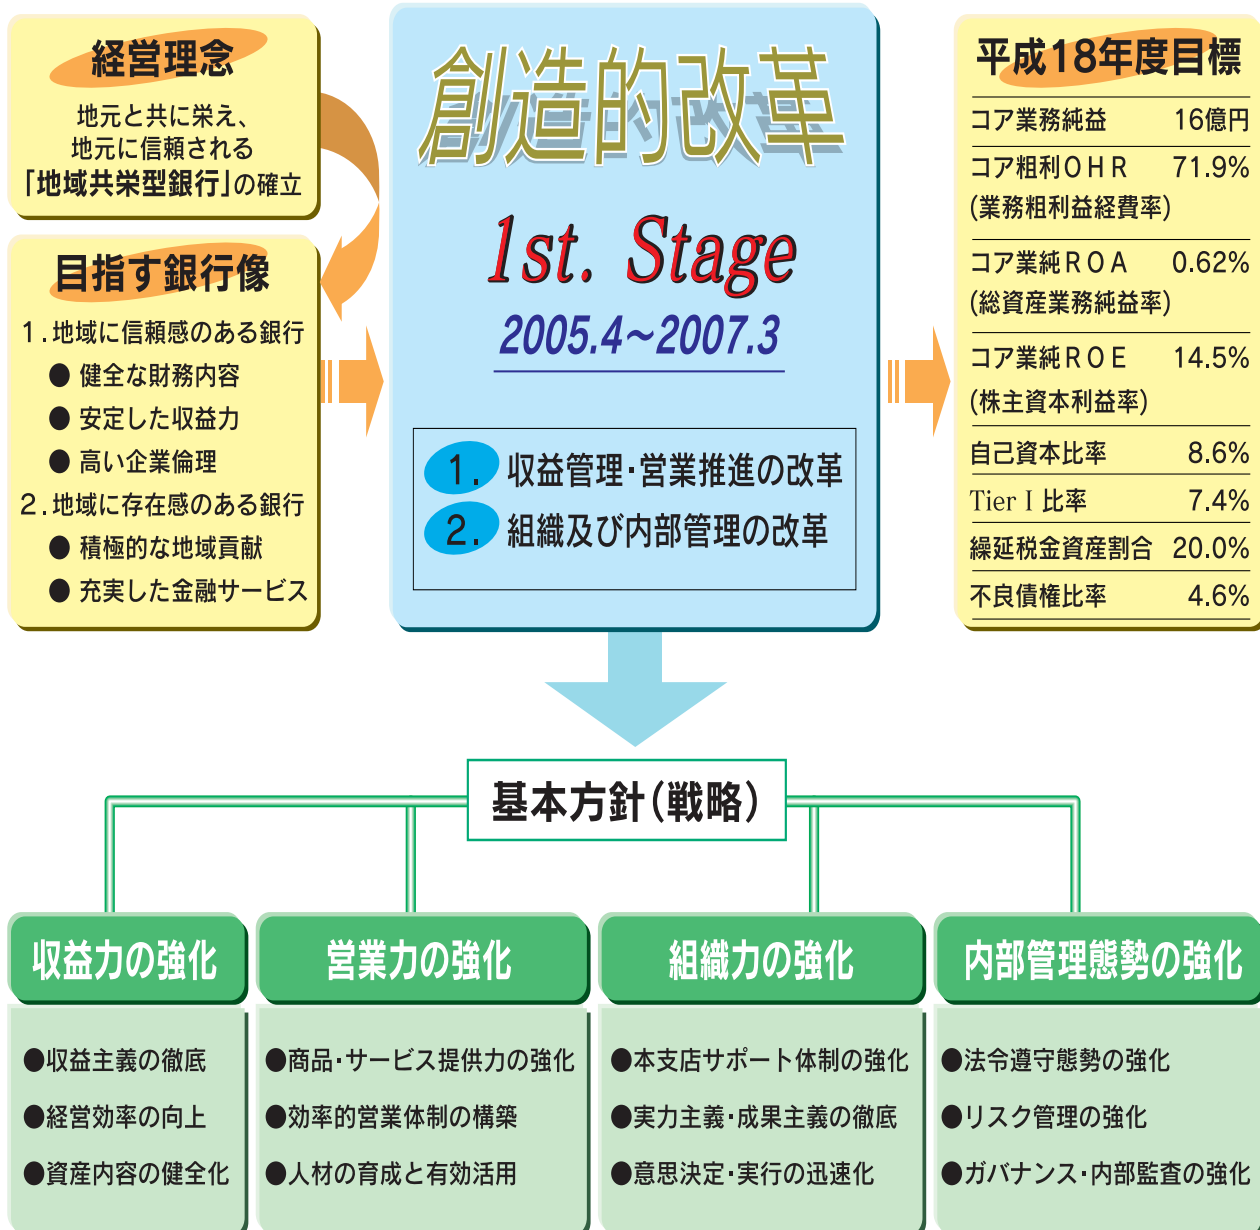 経営理念
地元と共に栄え、
地元に信頼される
「地域共栄型銀行」の確立
目指す銀行像
1.地域に信頼感のある銀行
● 健全な財務内容
● 安定した収益力
● 高い企業倫理
2.地域に存在感のある銀行
● 積極的な地域貢献
● 充実した金融サービス
創造的改革
1st. Stage
2005.4～2007.3
1. 収益管理・営業推進の改革
2. 組織及び内部管理の改革
平成18年度目標
コア業務純益 16億円
コア粗利OHR 71.9%
(業務粗利益経費率)
コア業純ROA 0.62%
(総資産業務純益率)
コア業純ROE 14.5%
(株主資本利益率)
自己資本比率 8.6%
Tier I 比率 7.4%
繰延税金資産割合 20.0%
不良債権比率 4.6%
基本方針(戦略)
収益力の強化
●収益主義の徹底
●経営効率の向上
●資産内容の健全化
営業力の強化
●商品・サービス提供力の強化
●効率的営業体制の構築
●人材の育成と有効活用
組織力の強化
●本支店サポート体制の強化
●実力主義・成果主義の徹底
●意思決定・実行の迅速化
内部管理態勢の強化
●法令遵守態勢の強化
●リスク管理の強化
●ガバナンス・内部監査の強化